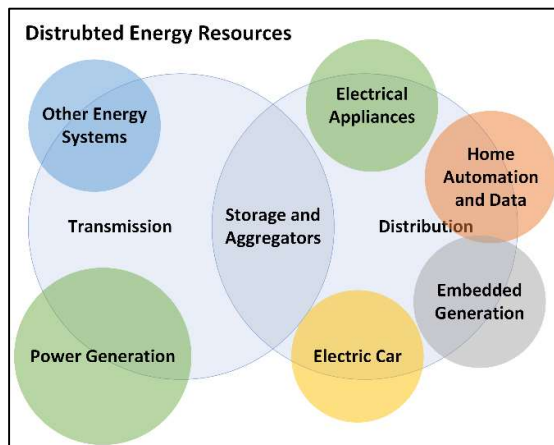 Distrubted Energy Resources
Other Energy
Systems
Electrical
Appliances
Home
Automation
and Data
Transmission
Storage and
Aggregators
Distribution
Embedded
Generation
Power Generation
Electric Car